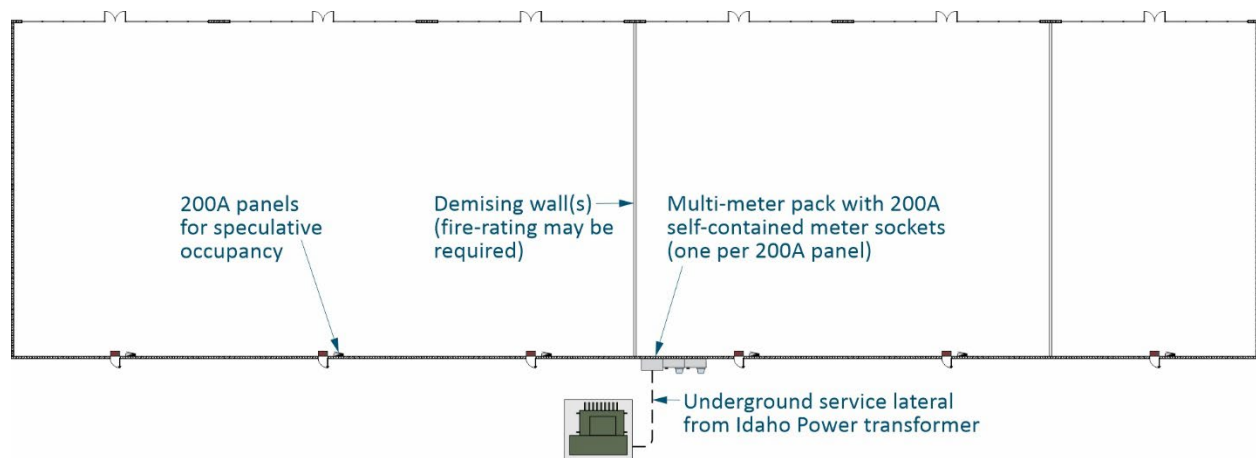 200A panels
for speculative
occupancy
Demising wall(s)
(fire-rating may be
required)
Multi-meter pack with 200A
self-contained meter sockets
(one per 200A panel)
Underground service lateral
from Idaho Power transformer